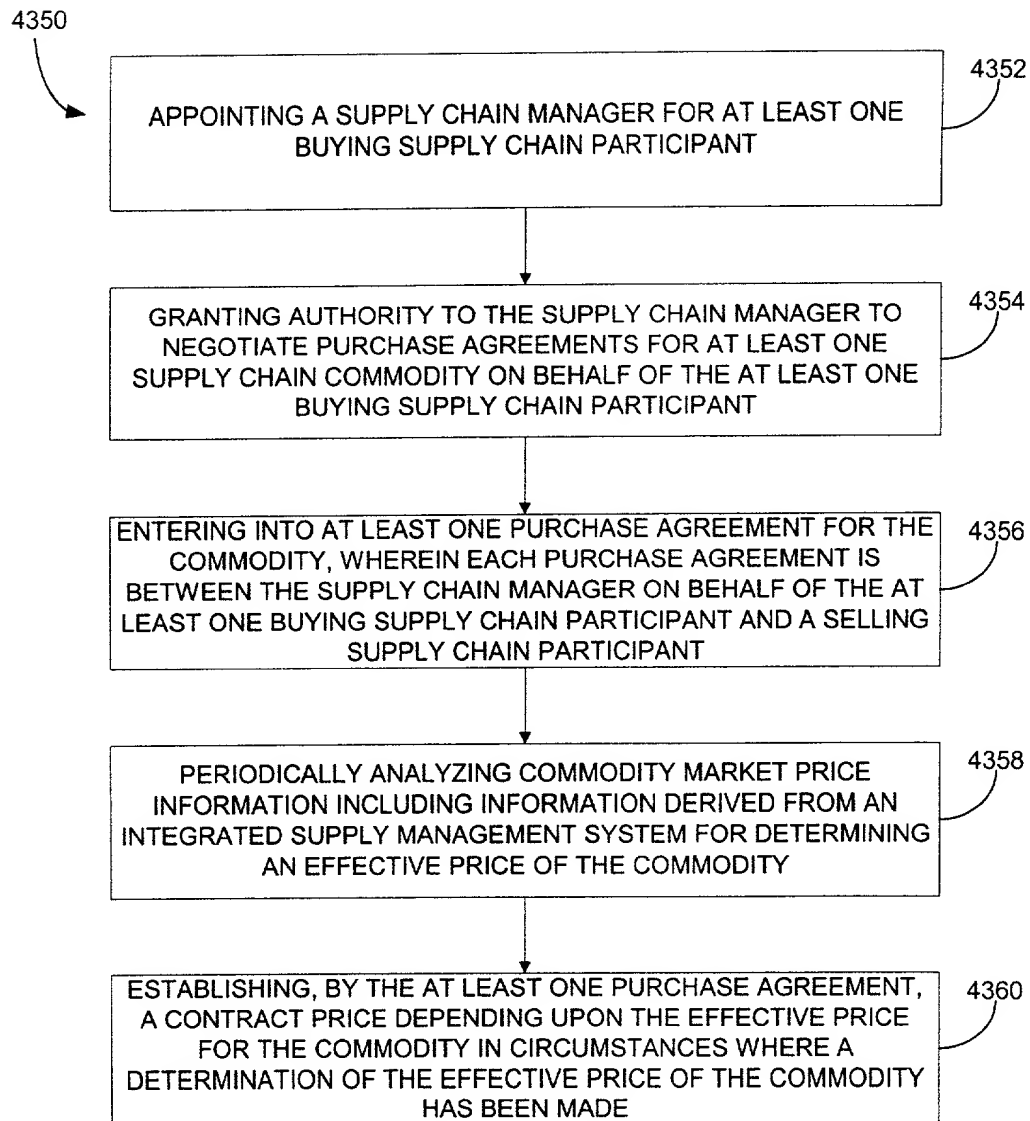 4350
4352
APPOINTING A SUPPLY CHAIN MANAGER FOR AT LEAST ONE
BUYING SUPPLY CHAIN PARTICIPANT
4354
GRANTING AUTHORITY TO THE SUPPLY CHAIN MANAGER TO
NEGOTIATE PURCHASE AGREEMENTS FOR AT LEAST ONE
SUPPLY CHAIN COMMODITY ON BEHALF OF THE AT LEAST ONE
BUYING SUPPLY CHAIN PARTICIPANT
4356
ENTERING INTO AT LEAST ONE PURCHASE AGREEMENT FOR THE
COMMODITY, WHEREIN EACH PURCHASE AGREEMENT IS
BETWEEN THE SUPPLY CHAIN MANAGER ON BEHALF OF THE AT
LEAST ONE BUYING SUPPLY CHAIN PARTICIPANT AND A SELLING
SUPPLY CHAIN PARTICIPANT
4358
PERIODICALLY ANALYZING COMMODITY MARKET PRICE
INFORMATION INCLUDING INFORMATION DERIVED FROM AN
INTEGRATED SUPPLY MANAGEMENT SYSTEM FOR DETERMINING
AN EFFECTIVE PRICE OF THE COMMODITY
4360
ESTABLISHING, BY THE AT LEAST ONE PURCHASE AGREEMENT,
A CONTRACT PRICE DEPENDING UPON THE EFFECTIVE PRICE
FOR THE COMMODITY IN CIRCUMSTANCES WHERE A
DETERMINATION OF THE EFFECTIVE PRICE OF THE COMMODITY
HAS BEEN MADE